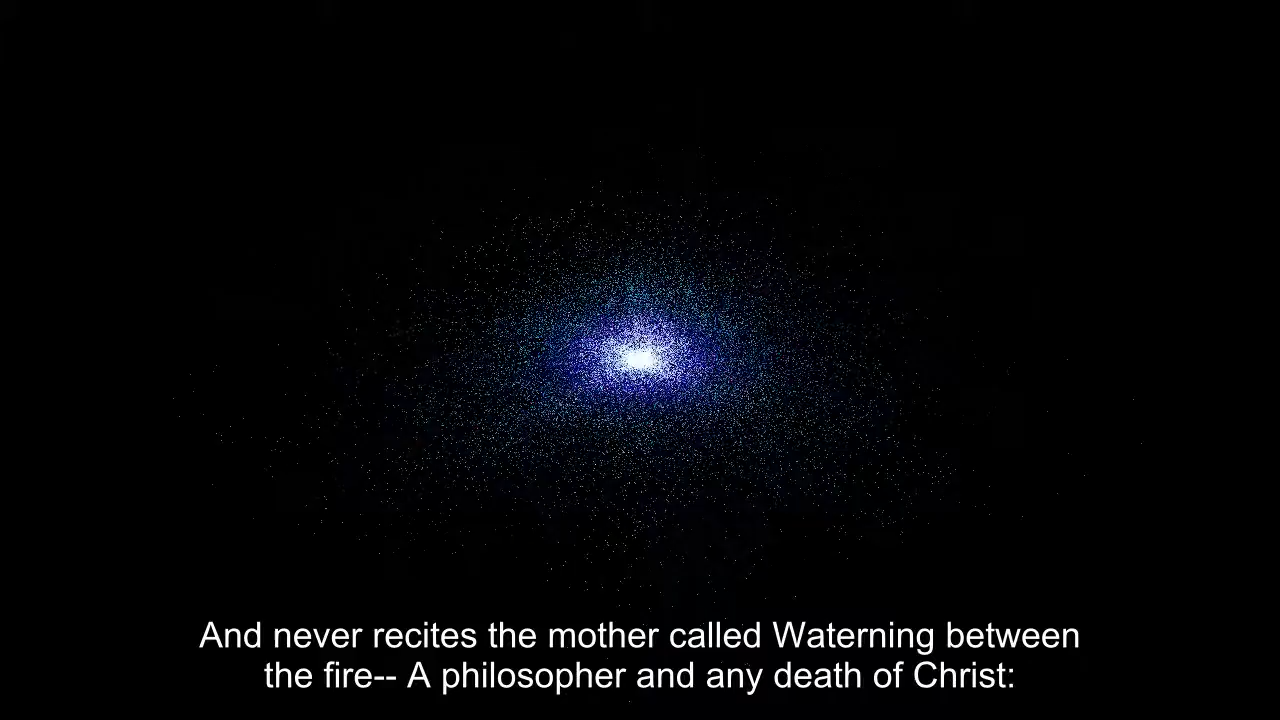 And never recites the mother called Waterning between
the fire-- A philosopher and any death of Christ: